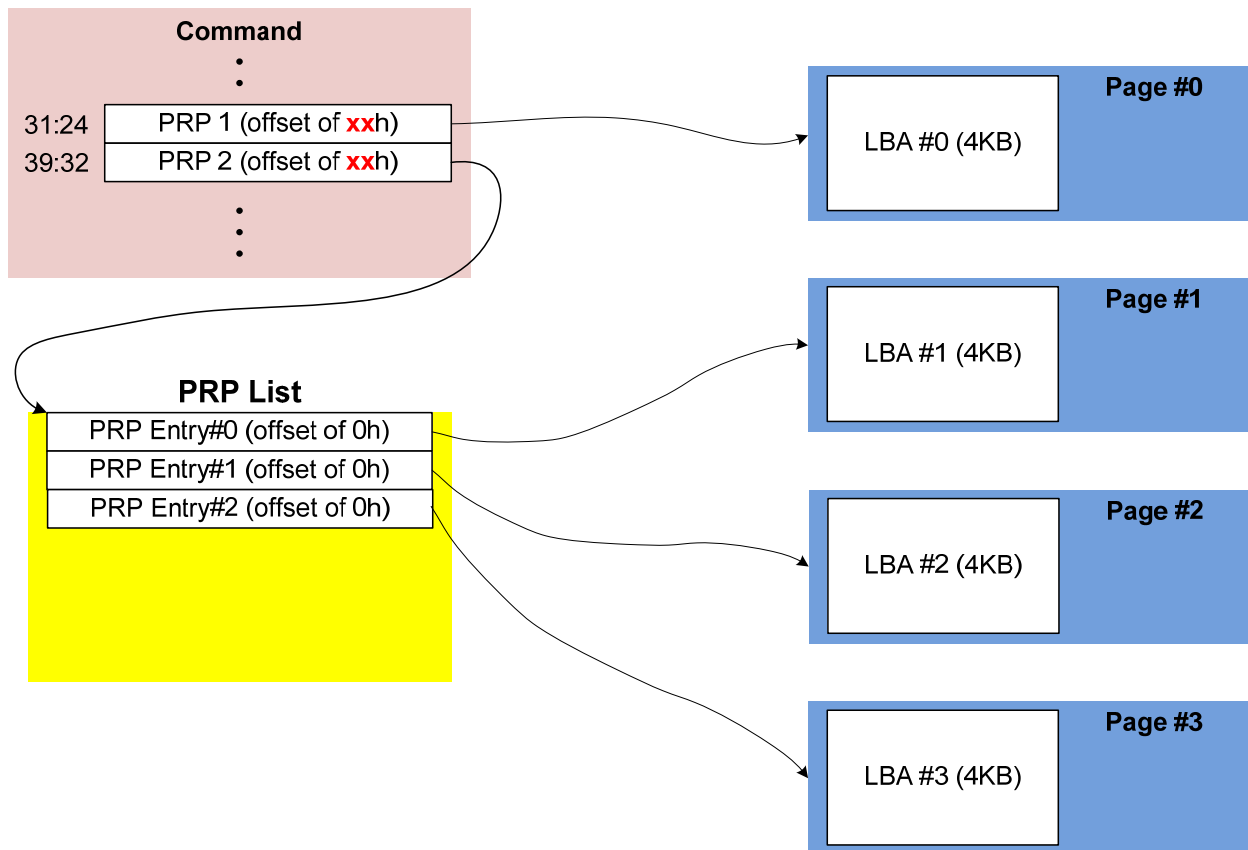 Command
31:24 PRP 1 (offset of xxh)
39:32 PRP 2 (offset of xxh)
PRP List
PRP Entry#0 (offset of 0h)
PRP Entry#1 (offset of 0h)
PRP Entry#2 (offset of 0h)
Page #0
LBA #0 (4KB)
Page #1
LBA #1 (4KB)
Page #2
LBA #2 (4KB)
Page #3
LBA #3 (4KB)